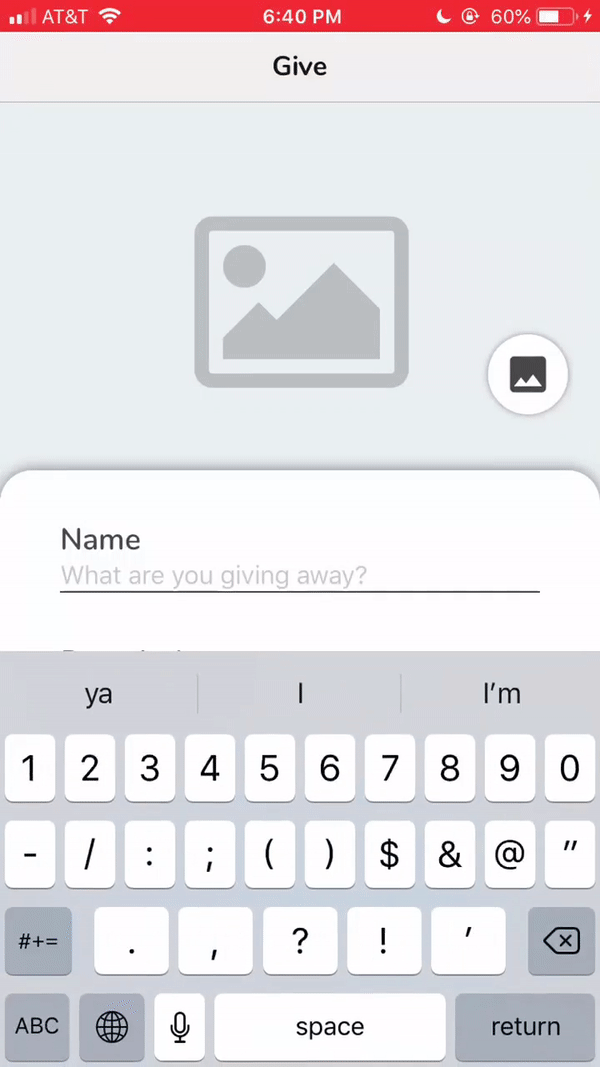 AT&T 6:40 PM 60%
Give
Name
What are you giving away?
ya I I'm
1 2 3 4 5 6 7 8 9 0
- / : ; ( ) $ & @ "
#+= . , ? ! '
ABC space return